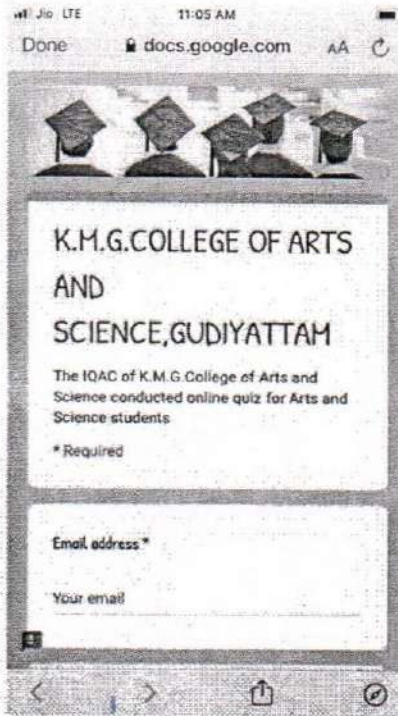 Jio LTE 11:05 AM
Done docs.google.com AA
K.M.G.COLLEGE OF ARTS
AND
SCIENCE,GUDIYATTAM
The IQAC of K.M.G.College of Arts and
Science conducted online quiz for Arts and
Science students
* Required
Email address *
Your email